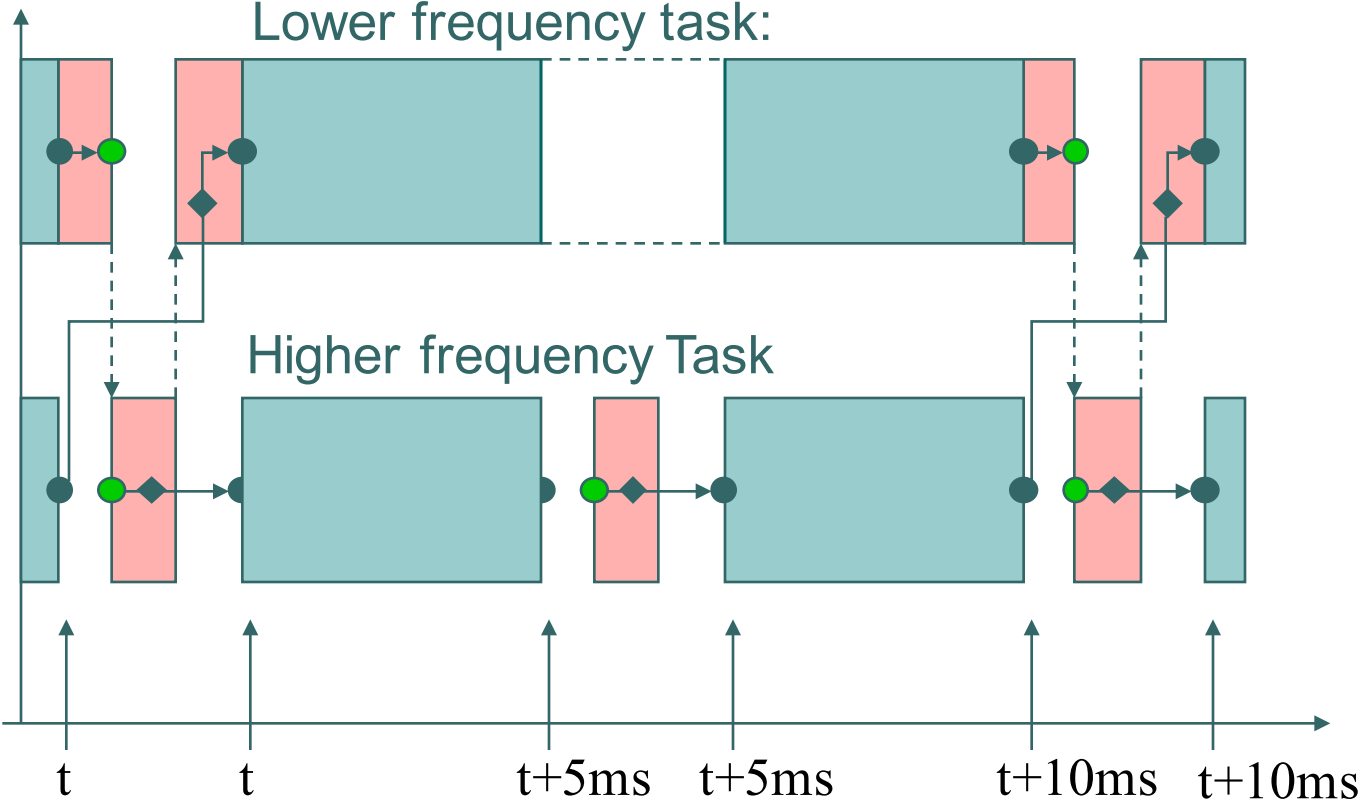 Lower frequency task:
Higher frequency Task
t t t+5ms t+5ms t+10ms t+10ms